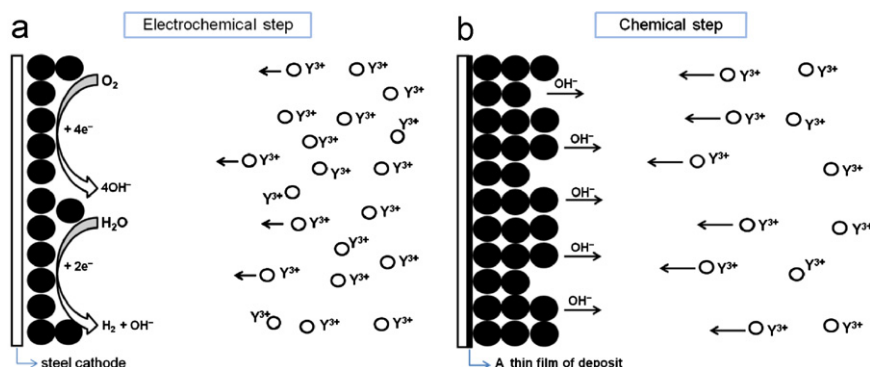 a
Electrochemical step
O₂
+ 4e⁻
4OH⁻
H₂O
+ 2e⁻
H₂ + OH⁻
steel cathode
Y³⁺ Y³⁺
Y³⁺
Y³⁺ Y³⁺ Y³⁺
Y³⁺
Y³⁺ Y³⁺ Y³⁺
Y³⁺
Y³⁺ Y³⁺
Y³⁺
Y³⁺
Y³⁺ Y³⁺
Y³⁺ Y³⁺ Y³⁺
b
Chemical step
OH⁻
OH⁻
OH⁻
OH⁻
OH⁻
Y³⁺ Y³⁺
Y³⁺ Y³⁺
Y³⁺ Y³⁺
Y³⁺ Y³⁺
Y³⁺ Y³⁺
Y³⁺ Y³⁺
A thin film of deposit